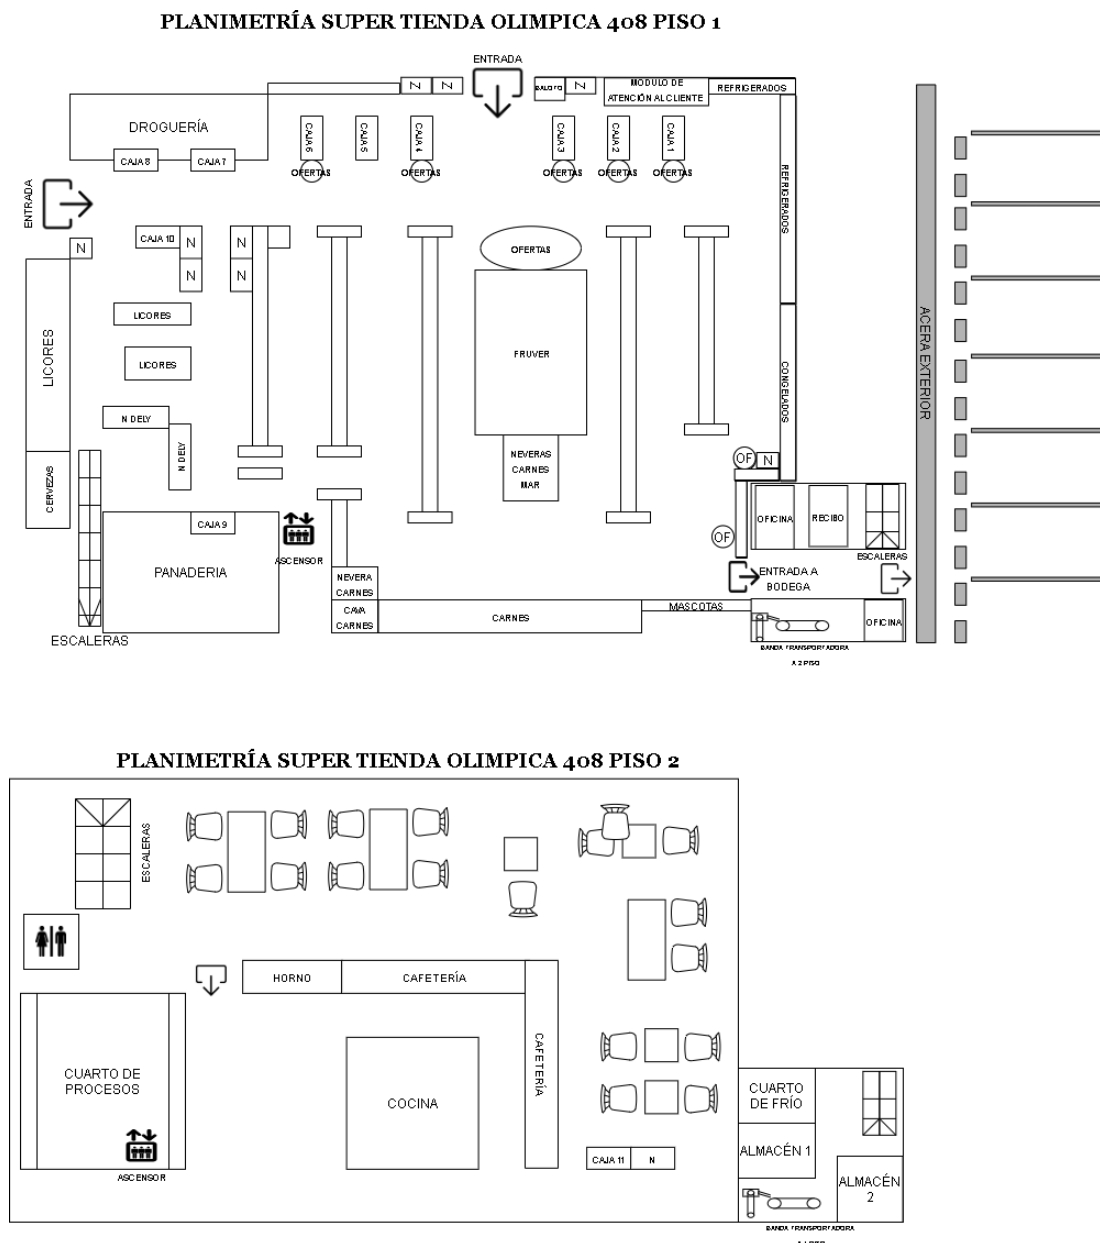 PLANIMETRÍA SUPER TIENDA OLIMPICA 408 PISO 1
ENTRADA
N
N
BALOTO
N
MODULO DE
ATENCIÓN AL CLIENTE
REFRIGERADOS
DROGUERÍA
CAJA 8
CAJA 7
CAJA 6
CAJA 5
CAJA 4
CAJA 3
CAJA 2
CAJA 1
OFERTAS
OFERTAS
OFERTAS
OFERTAS
OFERTAS
REFRIGERADOS
ENTRADA
N
CAJA 10
N
N
N
N
OFERTAS
LICORES
LICORES
LICORES
FRUVER
CONGELADOS
ACERA EXTERIOR
N DELY
N DELY
CERVEZAS
NEVERAS
CARNES
MAR
OF
N
OFICINA
RECIBO
ESCALERAS
OF
CAJA 9
PANADERIA
ASCENSOR
NEVERA
CARNES
CAVA
CARNES
CARNES
MASCOTAS
ENTRADA A
BODEGA
OFICINA
ESCALERAS
BANDA TRANSPORTADORA
A 2 PISO
PLANIMETRÍA SUPER TIENDA OLIMPICA 408 PISO 2
ESCALERAS
HORNO
CAFETERÍA
CAFETERÍA
CUARTO DE
PROCESOS
COCINA
ASCENSOR
CAJA 11
N
CUARTO
DE FRÍO
ALMACÉN 1
ALMACÉN
2
BANDA TRANSPORTADORA